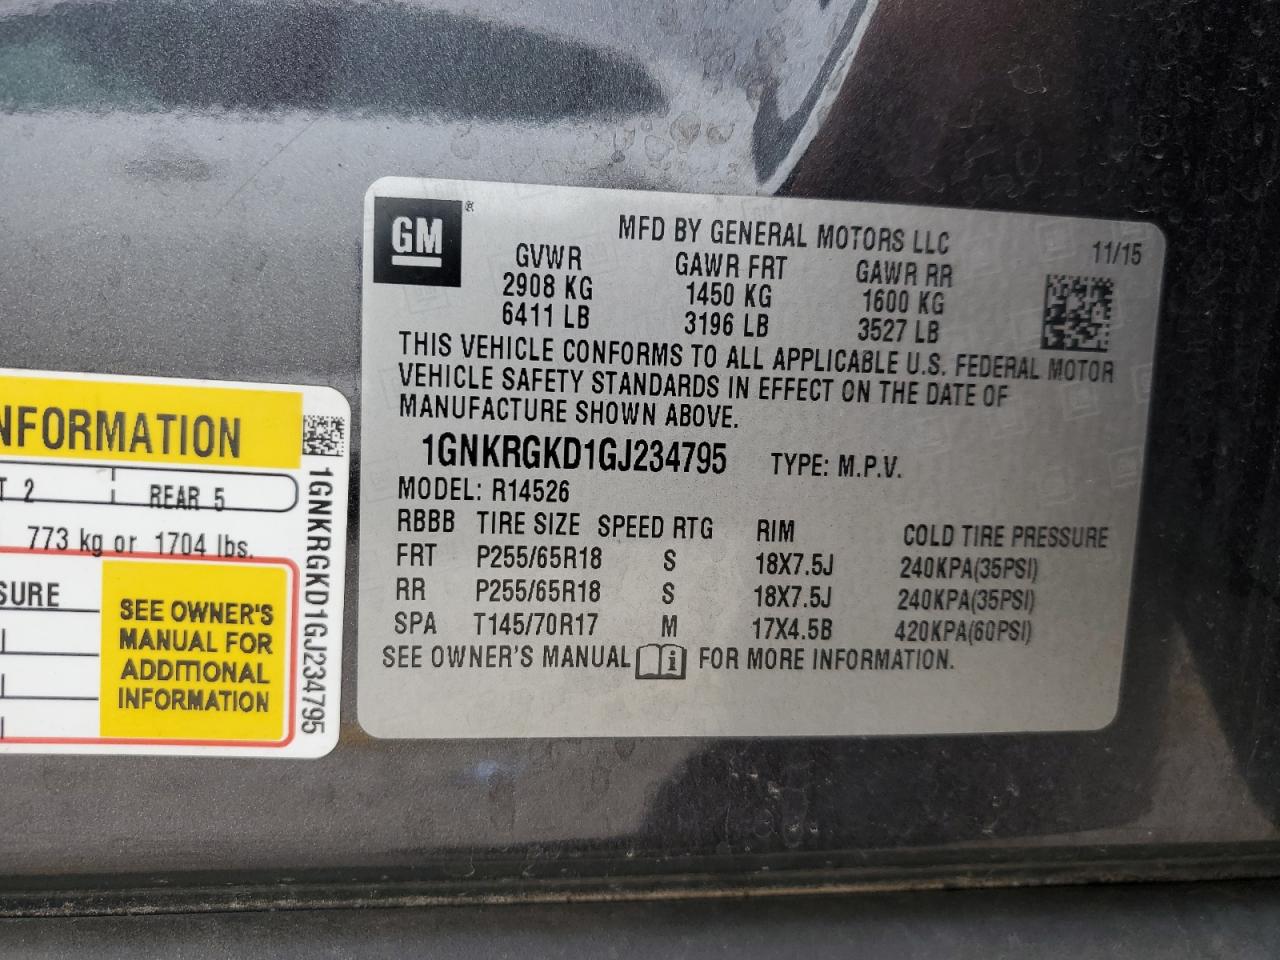 GM ®
MFD BY GENERAL MOTORS LLC 11/15
GVWR GAWR FRT GAWR RR
2908 KG 1450 KG 1600 KG
6411 LB 3196 LB 3527 LB
THIS VEHICLE CONFORMS TO ALL APPLICABLE U.S. FEDERAL MOTOR
VEHICLE SAFETY STANDARDS IN EFFECT ON THE DATE OF
MANUFACTURE SHOWN ABOVE.
1GNKRGKD1GJ234795 TYPE: M.P.V.
MODEL: R14526
RBBB TIRE SIZE SPEED RTG RIM COLD TIRE PRESSURE
FRT P255/65R18 S 18X7.5J 240KPA(35PSI)
RR P255/65R18 S 18X7.5J 240KPA(35PSI)
SPA T145/70R17 M 17X4.5B 420KPA(60PSI)
SEE OWNER'S MANUAL i FOR MORE INFORMATION.
NFORMATION
T 2 REAR 5
773 kg or 1704 lbs.
SURE
SEE OWNER'S
MANUAL FOR
ADDITIONAL
INFORMATION
1GNKRGKD1GJ234795